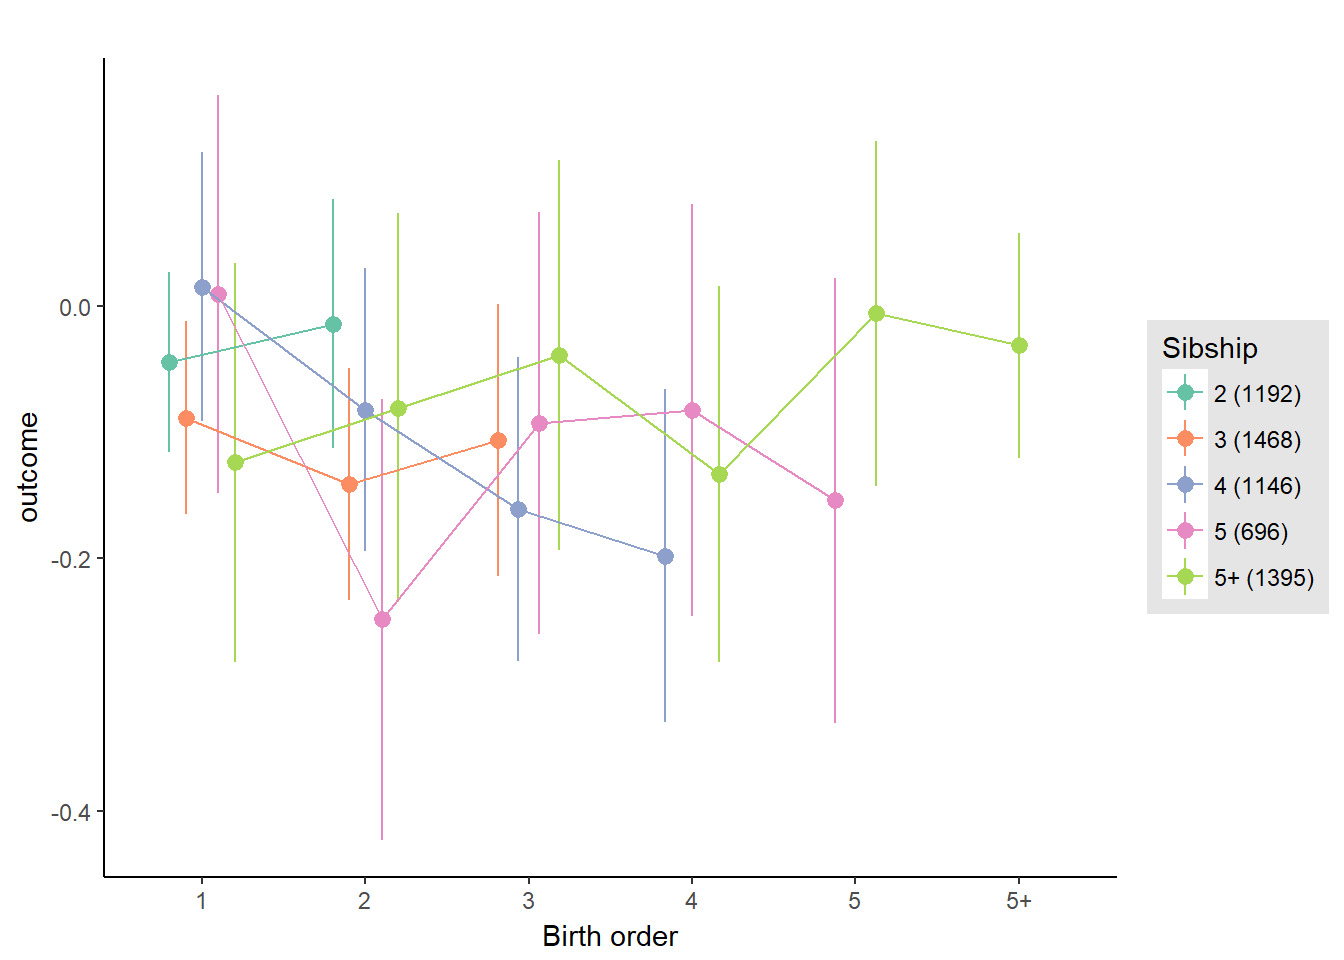 0.0
-0.2
-0.4
outcome
1 2 3 4 5 5+
Birth order
Sibship
2 (1192)
3 (1468)
4 (1146)
5 (696)
5+ (1395)